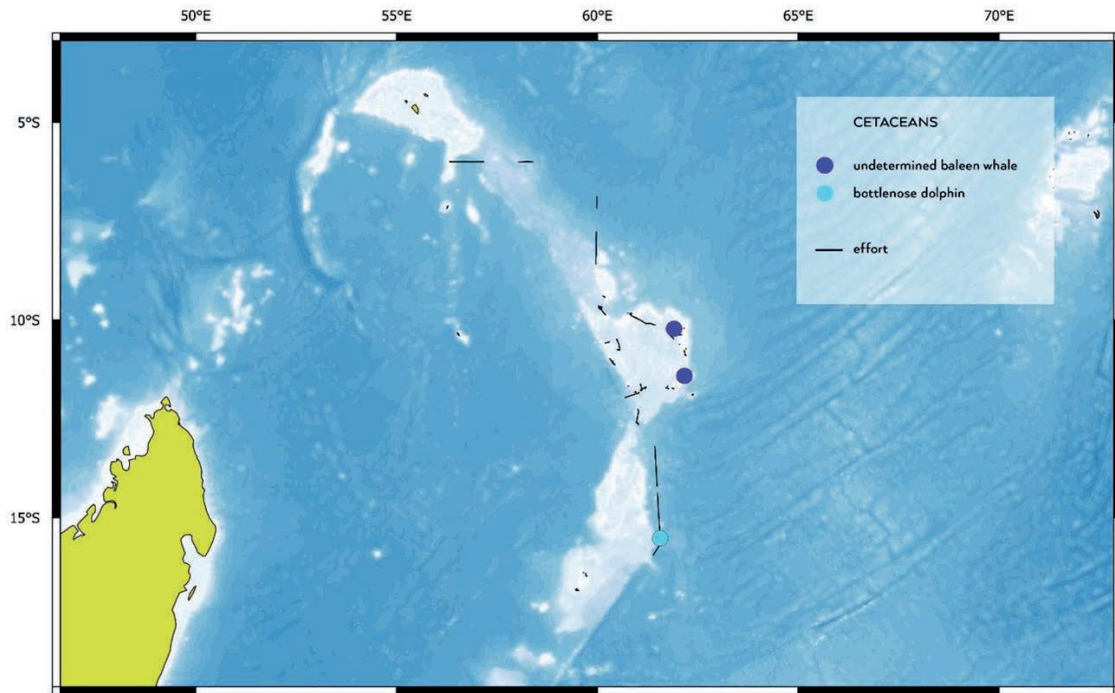 50°E 55°E 60°E 65°E 70°E
5°S
CETACEANS
undetermined baleen whale
bottlenose dolphin
effort
10°S
15°S